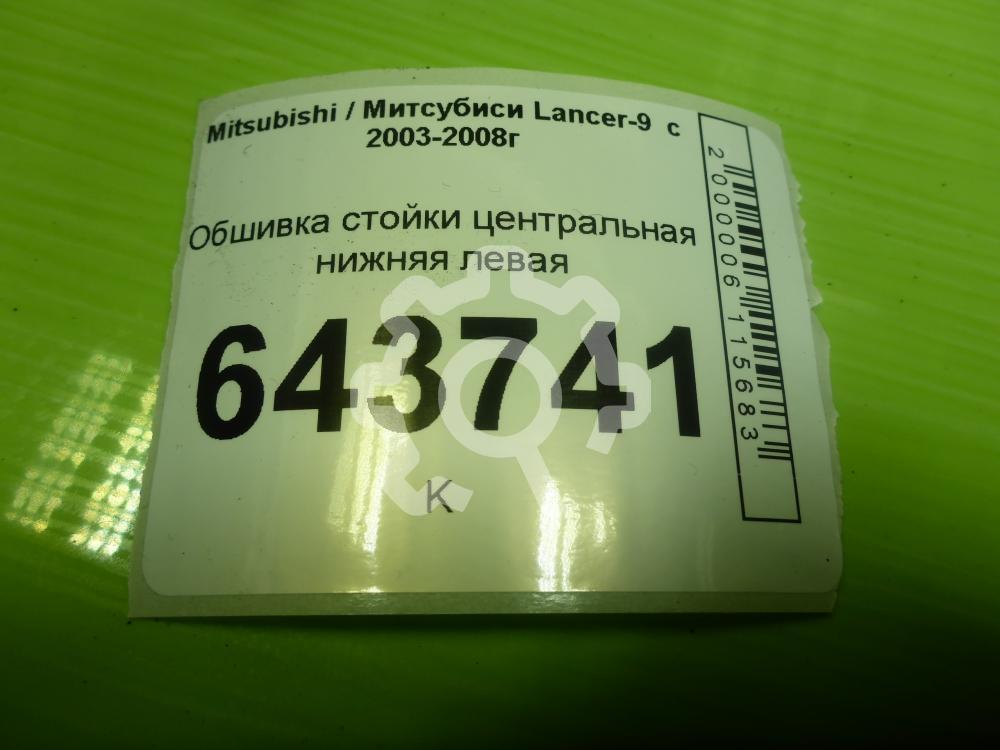 Mitsubishi / Митсубиси Lancer-9 с
2003-2008г
Обшивка стойки центральная
нижняя левая
643741
К
2000006115683